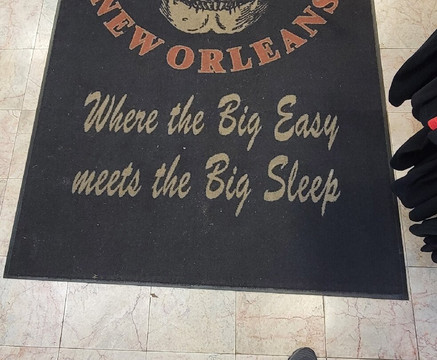 NEW ORLEANS
Where the Big Easy
meets the Big Sleep